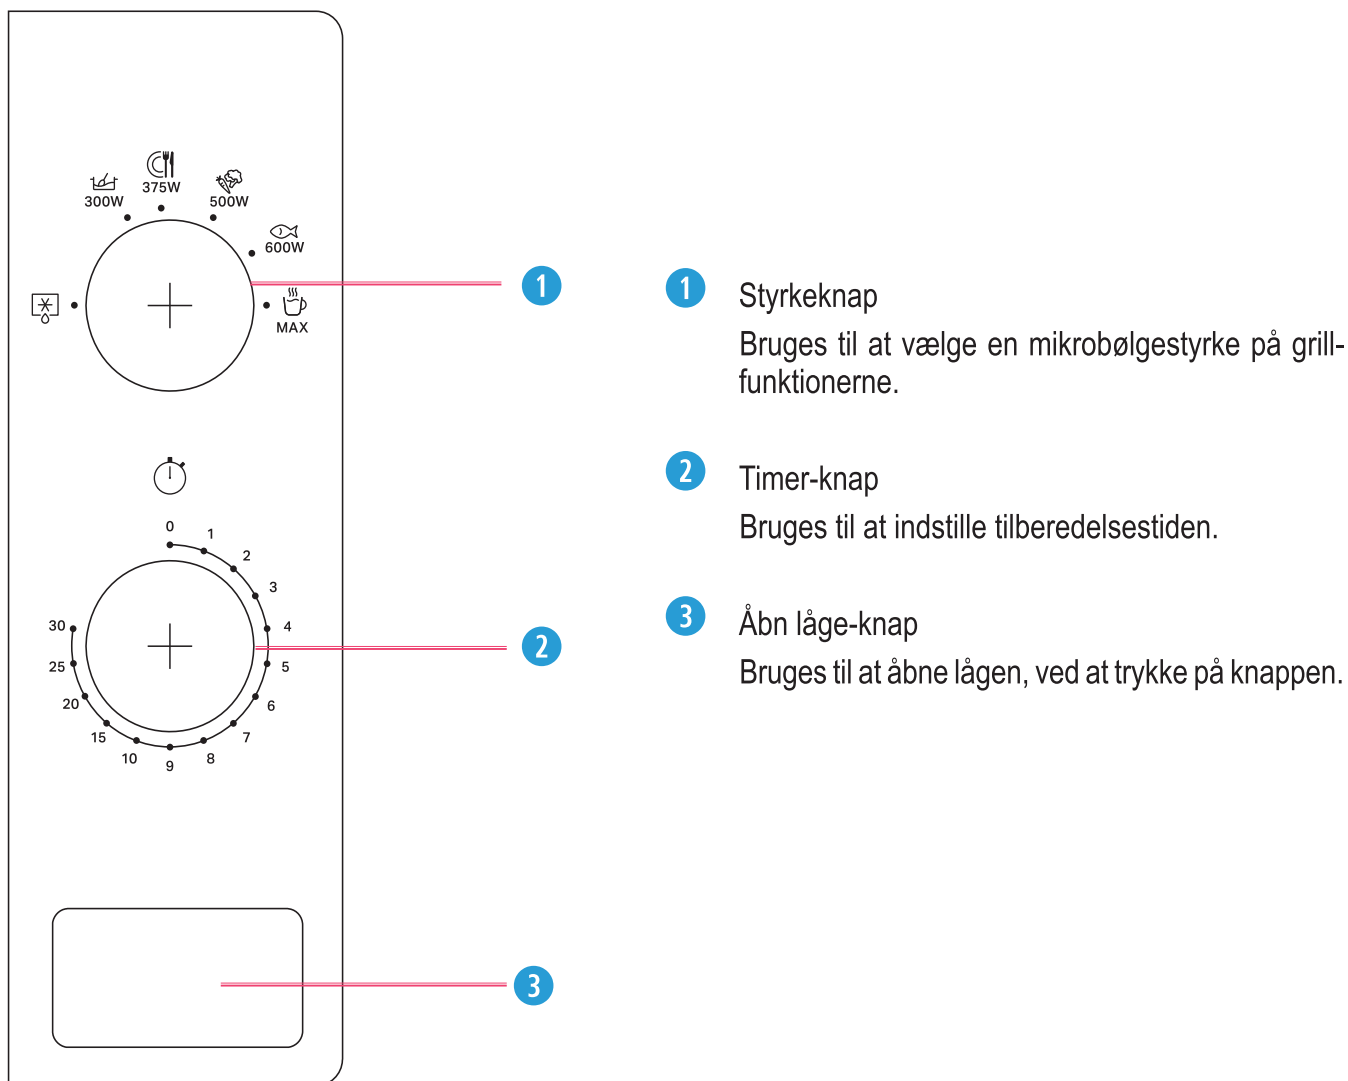 375W
300W
500W
600W
MAX
1
1
Styrkeknap
Bruges til at vælge en mikrobølgestyrke på grill-
funktionerne.
0
1
2
3
4
5
6
7
8
9
10
15
20
25
30
2
2
Timer-knap
Bruges til at indstille tilberedelsestiden.
3
3
Åbn låge-knap
Bruges til at åbne lågen, ved at trykke på knappen.